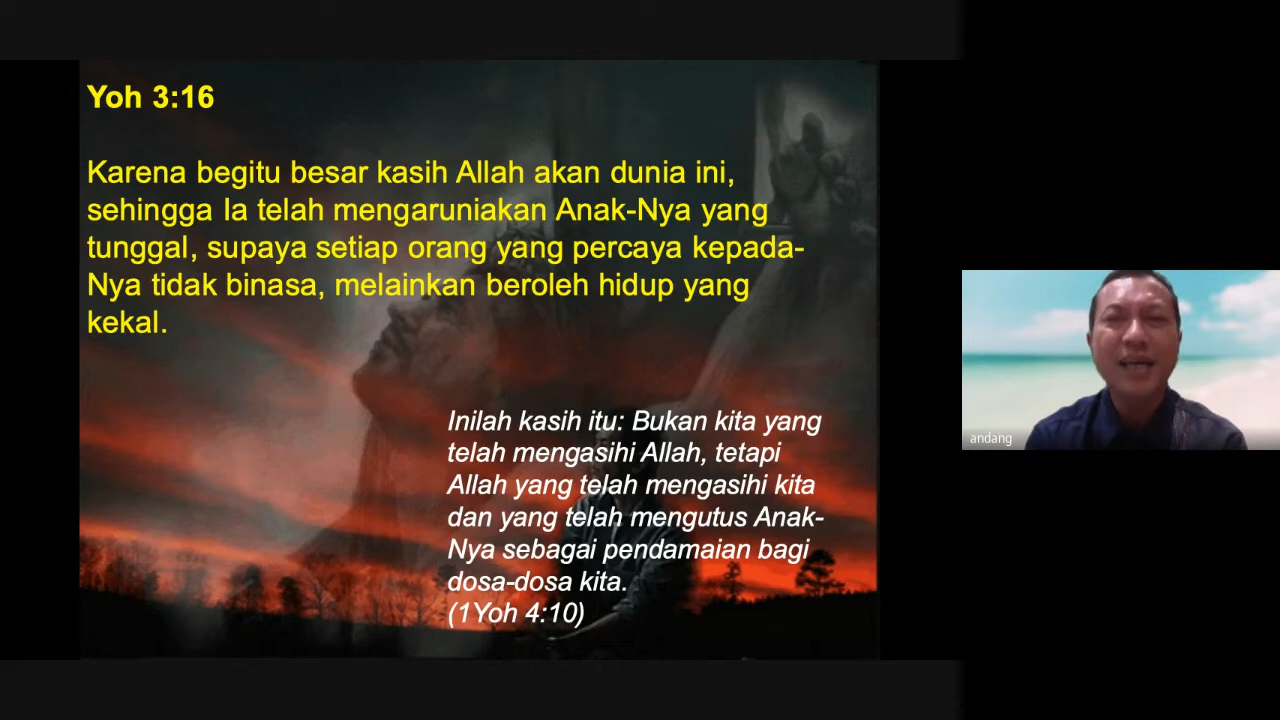 Yoh 3:16
Karena begitu besar kasih Allah akan dunia ini,
sehingga Ia telah mengaruniakan Anak-Nya yang
tunggal, supaya setiap orang yang percaya kepada-
Nya tidak binasa, melainkan beroleh hidup yang
kekal.
Inilah kasih itu: Bukan kita yang
telah mengasihi Allah, tetapi
Allah yang telah mengasihi kita
dan yang telah mengutus Anak-
Nya sebagai pendamaian bagi
dosa-dosa kita.
(1Yoh 4:10)
andang